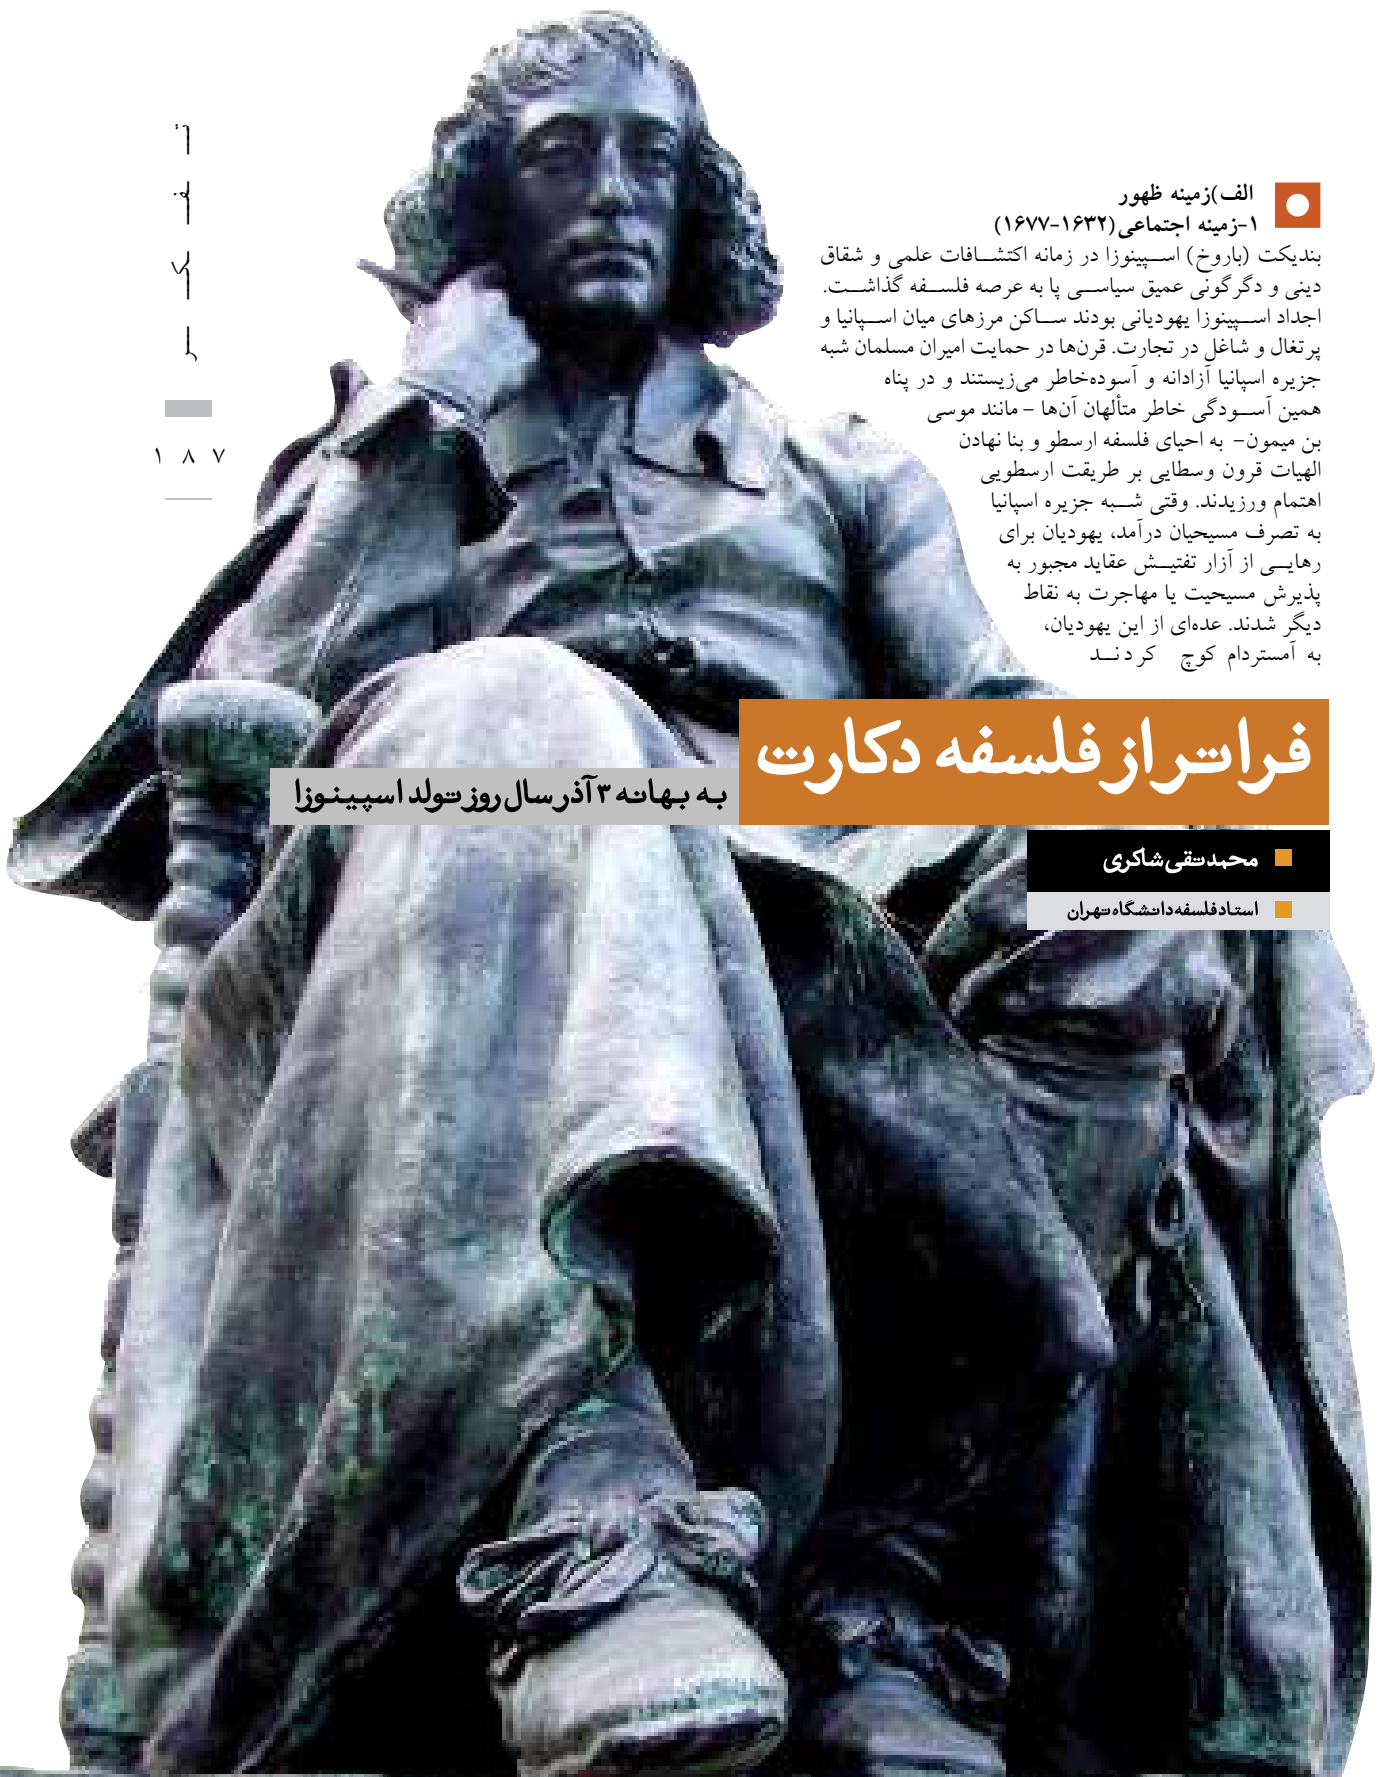 الف)زمینه ظهور
۱-زمینه اجتماعی(۱۶۳۲-۱۶۷۷)
بندیکت (باروخ) اسپینوزا در زمانه اکتشافات علمی و شقاق
دینی و دگرگونی عمیق سیاسی پا به عرصه فلسفه گذاشت.
اجداد اسپینوزا یهودیانی بودند ساکن مرزهای میان اسپانیا و
پرتغال و شاغل در تجارت. قرن‌ها در حمایت امیران مسلمان شبه
جزیره اسپانیا آزادانه و آسوده‌خاطر می‌زیستند و در پناه
همین آسودگی خاطر متألهان آن‌ها – مانند موسی
بن میمون– به احیای فلسفه ارسطو و بنا نهادن
الهیات قرون وسطایی بر طریقت ارسطویی
اهتمام ورزیدند. وقتی شبه جزیره اسپانیا
به تصرف مسیحیان درآمد، یهودیان برای
رهایی از آزار تفتیش عقاید مجبور به
پذیرش مسیحیت یا مهاجرت به نقاط
دیگر شدند. عده‌ای از این یهودیان،
به آمستردام کوچ کردند
فراتر از فلسفه دکارت
به بهانه ۳ آذر سال روز تولد اسپینوزا
محمدتقی شاکری
استاد فلسفه دانشگاه تهران
تفکر
۱۸۷